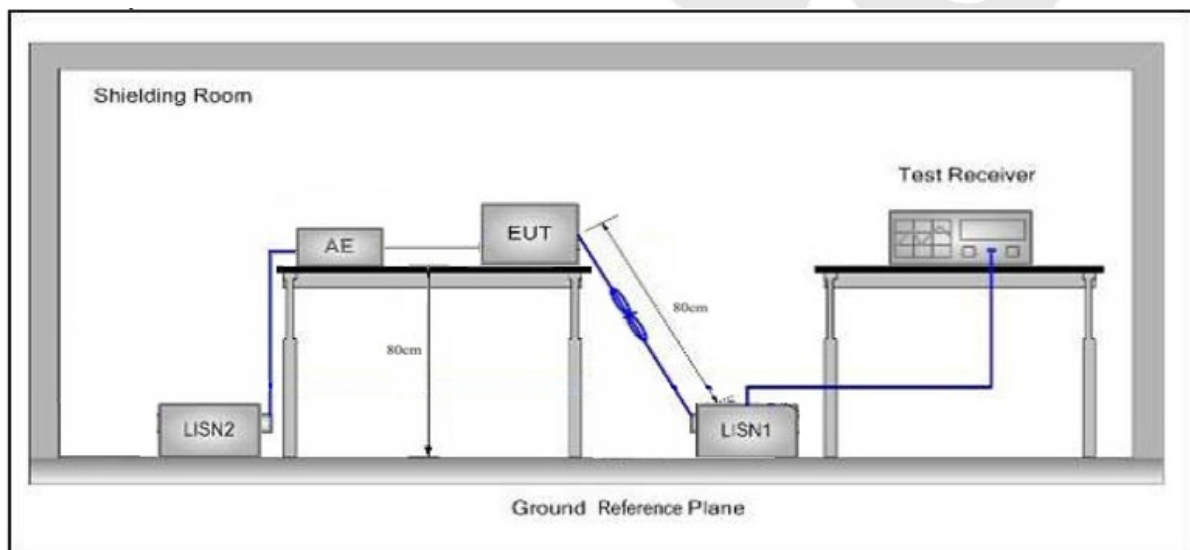 Shielding Room
Test Receiver
AE
EUT
80cm
80cm
LISN2
LISN1
Ground Reference Plane